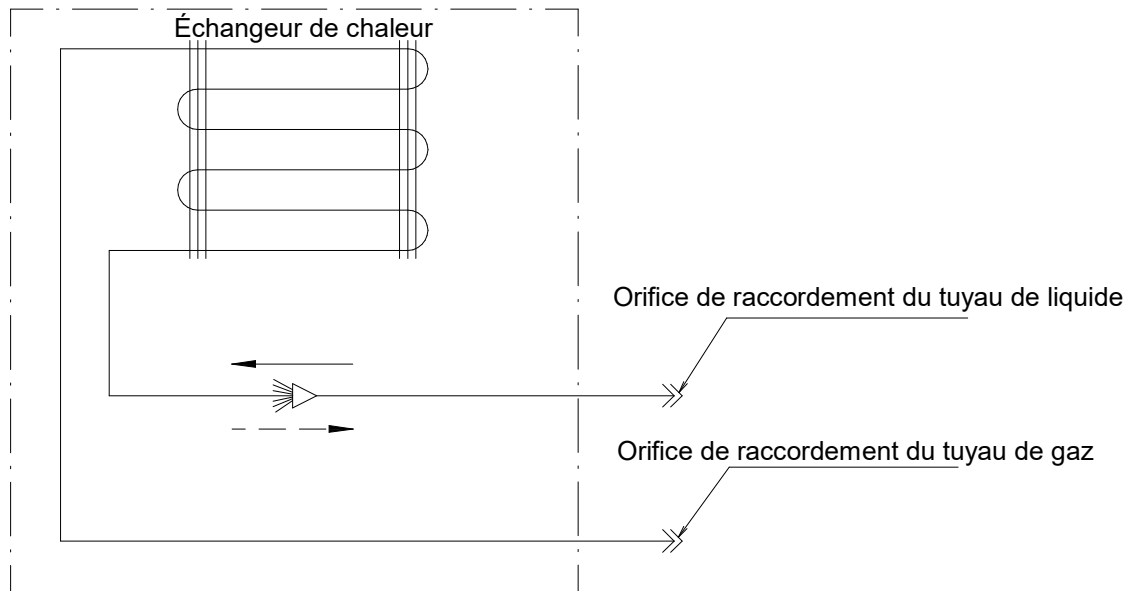 Échangeur de chaleur
Orifice de raccordement du tuyau de liquide
Orifice de raccordement du tuyau de gaz